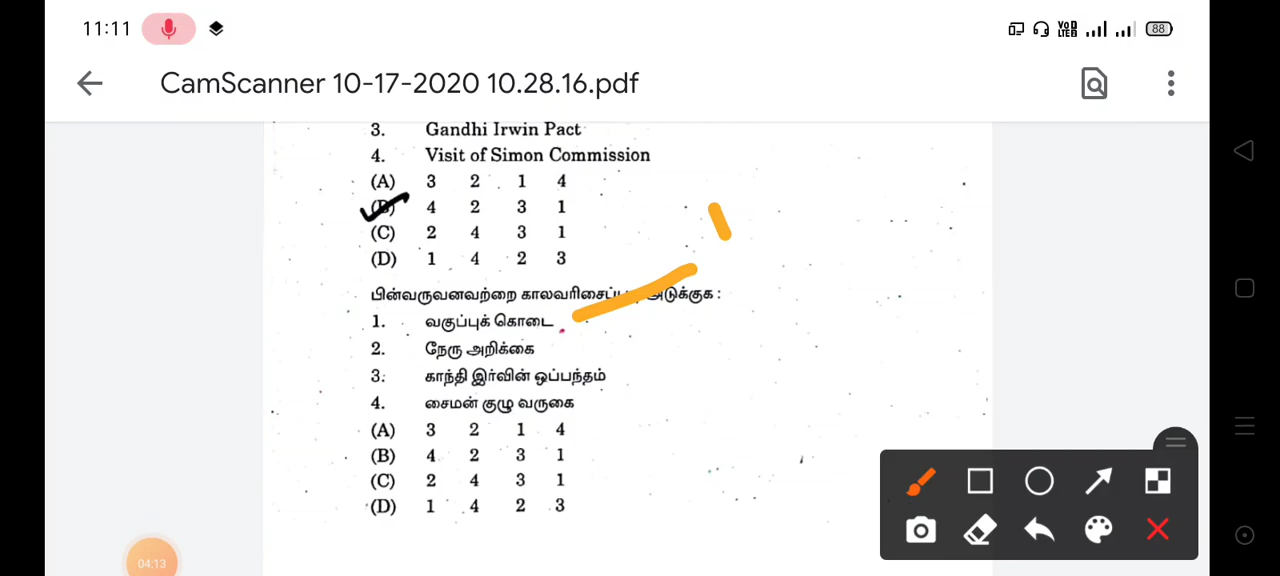 11:11
VoD LTED 88
CamScanner 10-17-2020 10.28.16.pdf
3. Gandhi Irwin Pact
4. Visit of Simon Commission
(A) 3 2 1 4
(B) 4 2 3 1
(C) 2 4 3 1
(D) 1 4 2 3
பின்வருவனவற்றை அடுக்குக :
1. வகுப்புக் கொடை
2. நேரு அறிக்கை
3. காந்தி இர்வின் ஒப்பந்தம்
4. சைமன் குழு வருகை
(A) 3 2 1 4
(B) 4 2 3 1
(C) 2 4 3 1
(D) 1 4 2 3
04:13